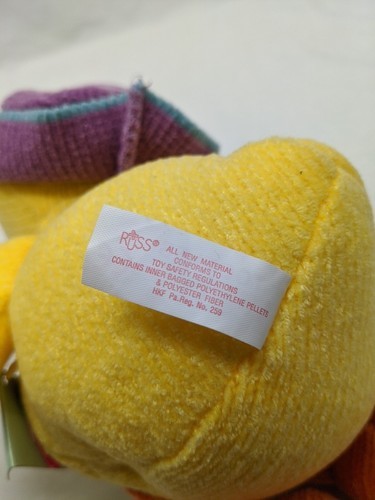 RUSS®
ALL NEW MATERIAL
CONFORMS TO
TOY SAFETY REGULATIONS
CONTAINS INNER BAGGED POLYETHYLENE PELLETS
& POLYESTER FIBER
HKF Pa.Reg. No. 259